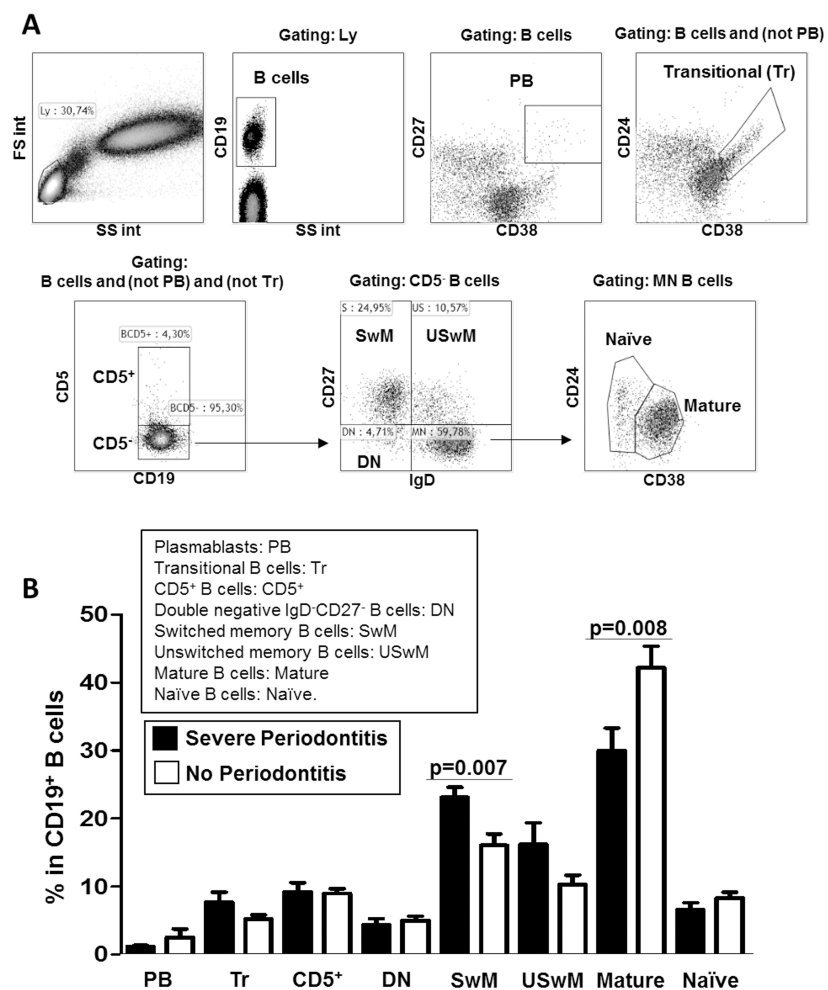 A
Gating: Ly
Gating: B cells
Gating: B cells and (not PB)
Ly : 30,74%
B cells
PB
Transitional (Tr)
FS int
CD19
CD27
CD24
SS int
SS int
CD38
CD38
Gating:
B cells and (not PB) and (not Tr)
Gating: CD5- B cells
Gating: MN B cells
BCD5+ : 4,30%
S : 24,95%
US : 10,57%
SwM
USwM
Naïve
CD5
CD5⁺
BCD5- : 95,30%
CD5-
CD27
DN : 4,71%
MN : 59,78%
DN
CD24
Mature
CD19
IgD
CD38
B
Plasmablasts: PB
Transitional B cells: Tr
CD5⁺ B cells: CD5⁺
Double negative IgD-CD27- B cells: DN
Switched memory B cells: SwM
Unswitched memory B cells: USwM
Mature B cells: Mature
Naïve B cells: Naïve.
Severe Periodontitis
No Periodontitis
p=0.007
p=0.008
% in CD19⁺ B cells
50
40
30
20
10
0
PB
Tr
CD5⁺
DN
SwM
USwM
Mature
Naïve